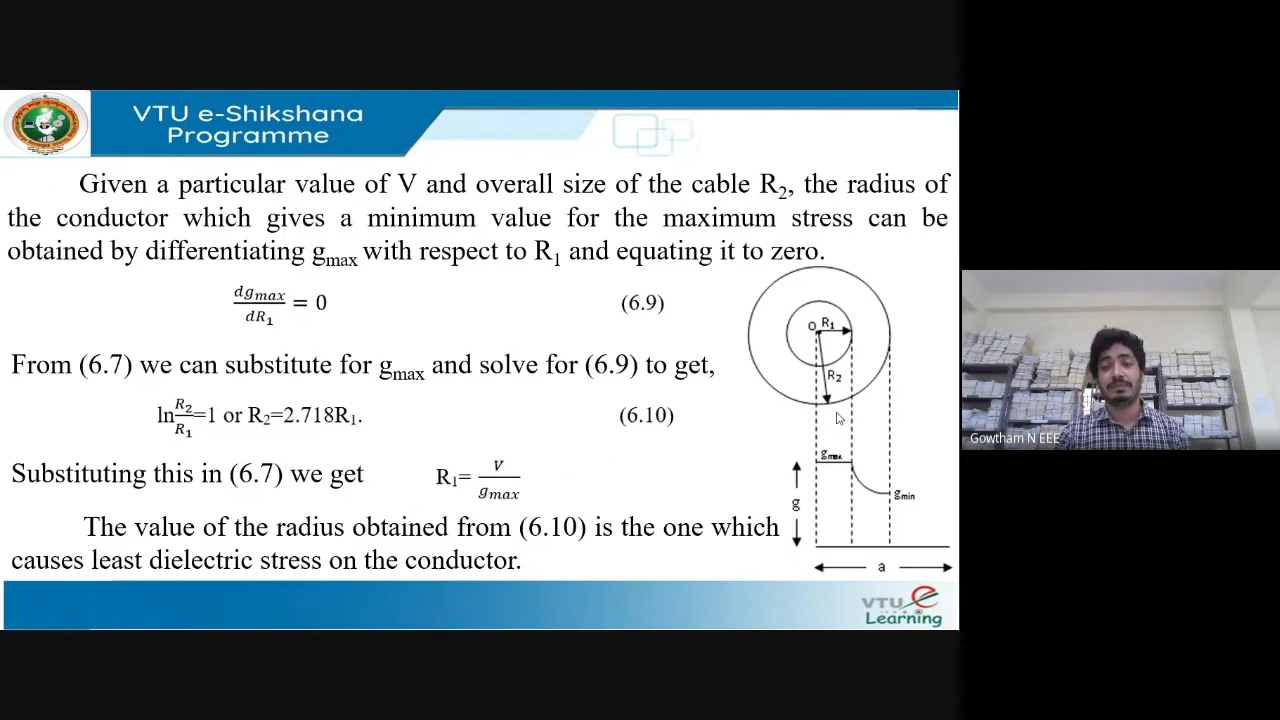 VTU e-Shikshana
Programme
Given a particular value of V and overall size of the cable R₂, the radius of
the conductor which gives a minimum value for the maximum stress can be
obtained by differentiating gmax with respect to R₁ and equating it to zero.
dgmax/dR₁ = 0 (6.9)
From (6.7) we can substitute for gmax and solve for (6.9) to get,
ln R₂/R₁=1 or R₂=2.718R₁. (6.10)
Substituting this in (6.7) we get R₁= V/gmax
The value of the radius obtained from (6.10) is the one which
causes least dielectric stress on the conductor.
O R₁
R₂
gmax
g
gmin
a
VTU e
Learning
Gowtham N EEE